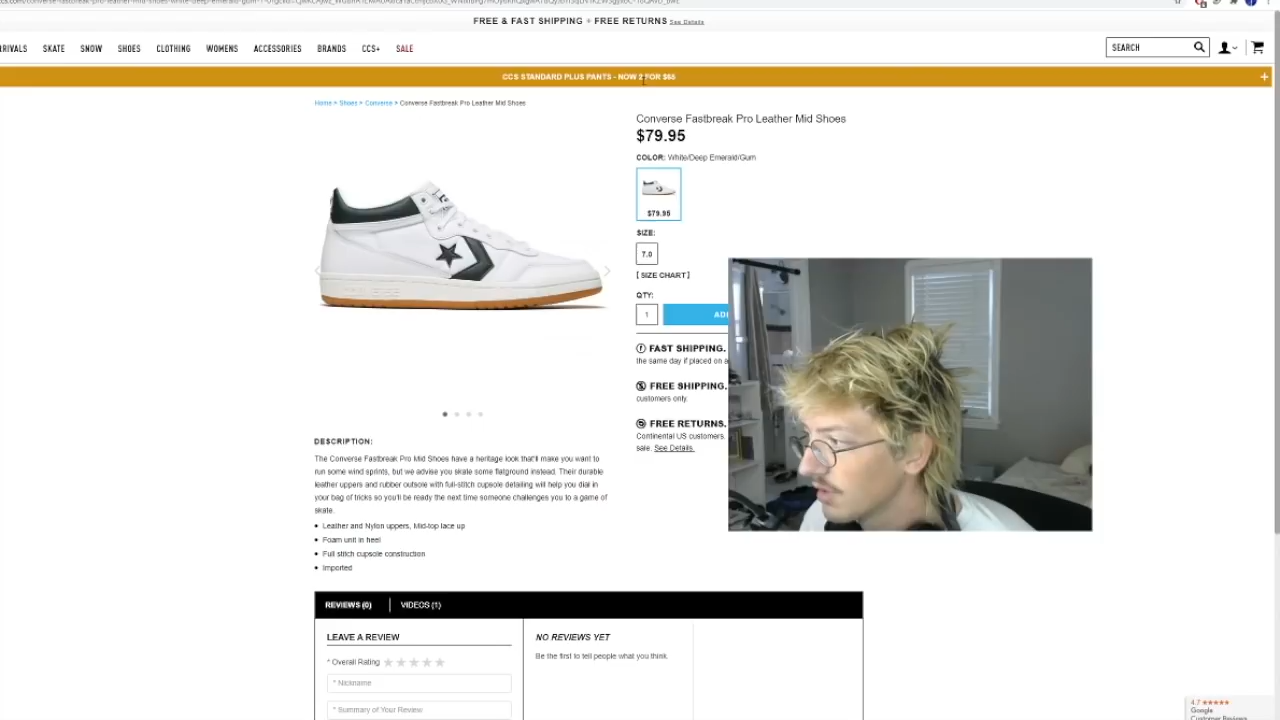 FREE & FAST SHIPPING + FREE RETURNS See Details
SKATE SNOW SHOES CLOTHING WOMENS ACCESSORIES BRANDS CCS+ SALE
SEARCH
CCS STANDARD PLUS PANTS - NOW 2 FOR $65
Home > Shoes > Converse > Converse Fastbreak Pro Leather Mid Shoes
Converse Fastbreak Pro Leather Mid Shoes
$79.95
COLOR: White/Deep Emerald/Gum
$79.95
SIZE:
7.0
[ SIZE CHART ]
QTY:
1
ADD
FAST SHIPPING.
the same day if placed on a
FREE SHIPPING.
customers only.
FREE RETURNS.
Continental US customers.
sale. See Details.
DESCRIPTION:
The Converse Fastbreak Pro Mid Shoes have a heritage look that'll make you want to
run some wind sprints, but we advise you skate some flatground instead. Their durable
leather uppers and rubber outsole with full-stitch cupsole detailing will help you dial in
your bag of tricks so you'll be ready the next time someone challenges you to a game of
skate.
• Leather and Nylon uppers, Mid-top lace up
• Foam unit in heel
• Full stitch cupsole construction
• Imported
REVIEWS (0) VIDEOS (1)
LEAVE A REVIEW
* Overall Rating
* Nickname
* Summary of Your Review
NO REVIEWS YET
Be the first to tell people what you think.
4.7 ★★★★★
Google
Customer Reviews